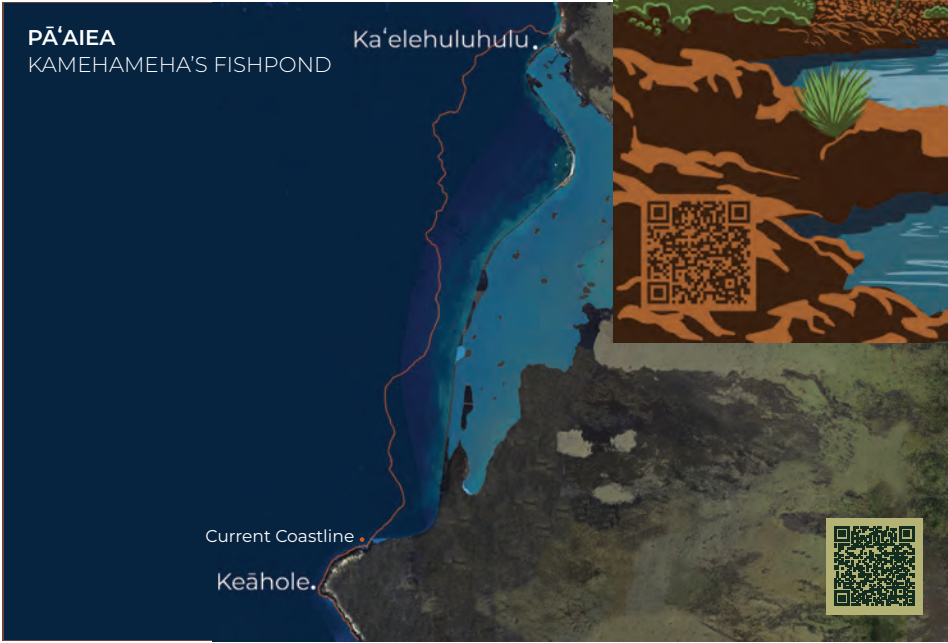 PĀʻAIEA
KAMEHAMEHA'S FISHPOND
Kaʻelehuluhulu
Current Coastline
Keāhole